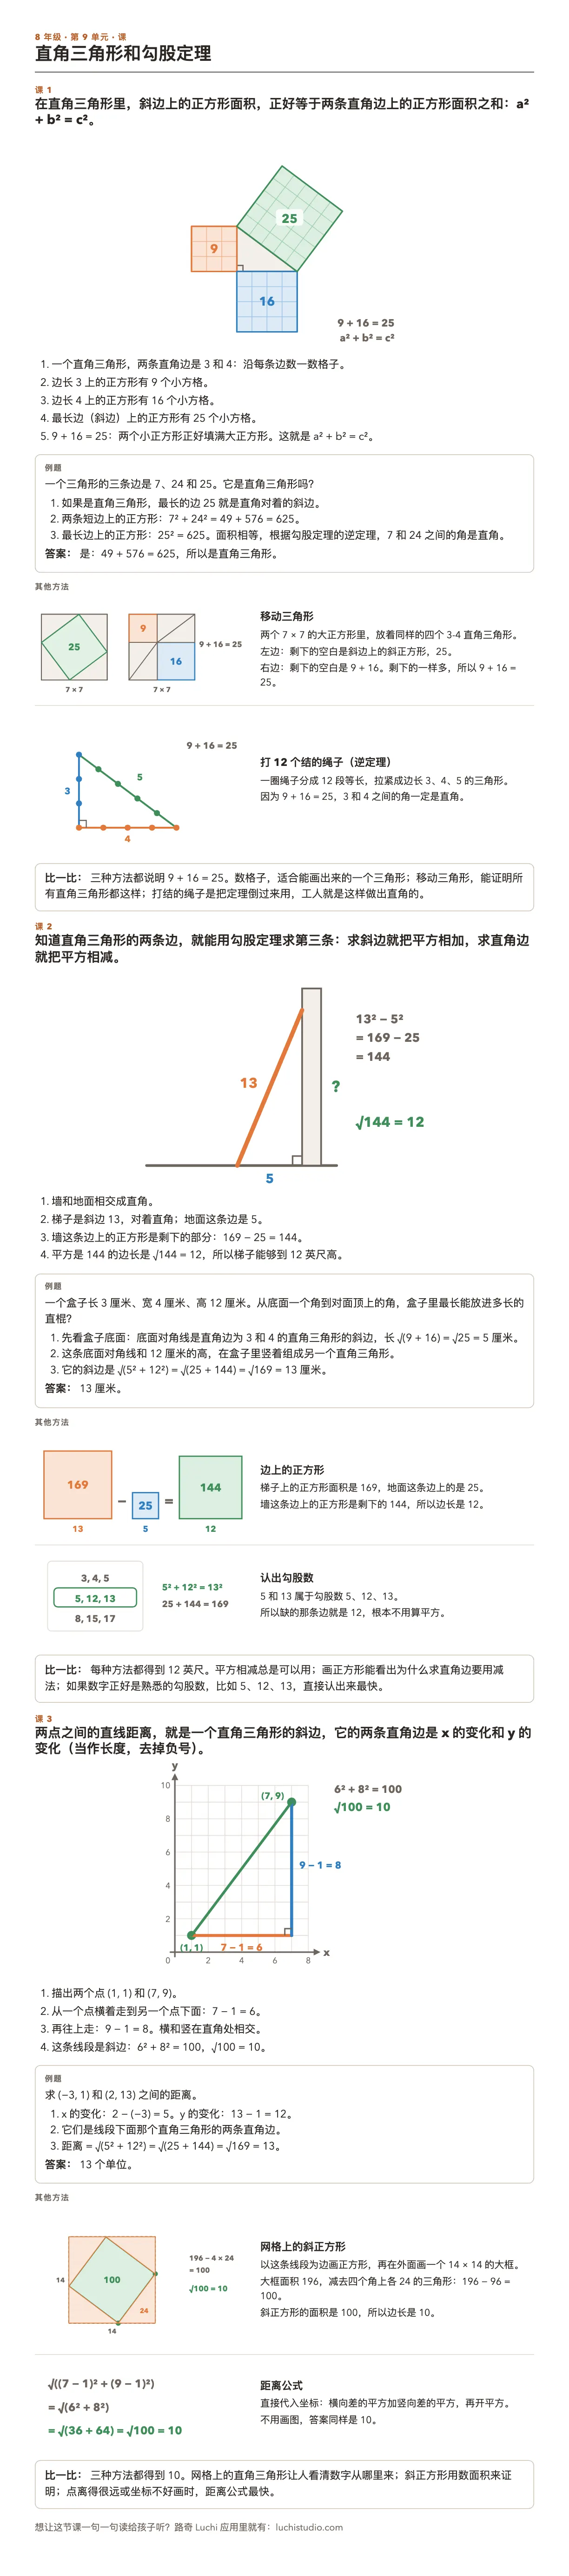 8 年级 · 第 9 单元 · 课
直角三角形和勾股定理
课 1
在直角三角形里，斜边上的正方形面积，正好等于两条直角边上的正方形面积之和：a²
+ b² = c²。
25
9
16
9 + 16 = 25
a² + b² = c²
1. 一个直角三角形，两条直角边是 3 和 4：沿每条边数一数格子。
2. 边长 3 上的正方形有 9 个小方格。
3. 边长 4 上的正方形有 16 个小方格。
4. 最长边（斜边）上的正方形有 25 个小方格。
5. 9 + 16 = 25：两个小正方形正好填满大正方形。这就是 a² + b² = c²。
例题
一个三角形的三条边是 7、24 和 25。它是直角三角形吗？
1. 如果是直角三角形，最长的边 25 就是直角对着的斜边。
2. 两条短边上的正方形：7² + 24² = 49 + 576 = 625。
3. 最长边上的正方形：25² = 625。面积相等，根据勾股定理的逆定理，7 和 24 之间的角是直角。
答案： 是：49 + 576 = 625，所以是直角三角形。
其他方法
25
7 × 7
9
16
7 × 7
9 + 16 = 25
移动三角形
两个 7 × 7 的大正方形里，放着同样的四个 3-4 直角三角形。
左边：剩下的空白是斜边上的斜正方形，25。
右边：剩下的空白是 9 + 16。剩下的一样多，所以 9 + 16 =
25。
9 + 16 = 25
3
5
4
打 12 个结的绳子（逆定理）
一圈绳子分成 12 段等长，拉紧成边长 3、4、5 的三角形。
因为 9 + 16 = 25，3 和 4 之间的角一定是直角。
比一比： 三种方法都说明 9 + 16 = 25。数格子，适合能画出来的一个三角形；移动三角形，能证明所
有直角三角形都这样；打结的绳子是把定理倒过来用，工人就是这样做出直角的。
课 2
知道直角三角形的两条边，就能用勾股定理求第三条：求斜边就把平方相加，求直角边
就把平方相减。
13
?
5
13² − 5²
= 169 − 25
= 144
√144 = 12
1. 墙和地面相交成直角。
2. 梯子是斜边 13，对着直角；地面这条边是 5。
3. 墙这条边上的正方形是剩下的部分：169 − 25 = 144。
4. 平方是 144 的边长是 √144 = 12，所以梯子能够到 12 英尺高。
例题
一个盒子长 3 厘米、宽 4 厘米、高 12 厘米。从底面一个角到对面顶上的角，盒子里最长能放进多长的
直棍？
1. 先看盒子底面：底面对角线是直角边为 3 和 4 的直角三角形的斜边，长 √(9 + 16) = √25 = 5 厘米。
2. 这条底面对角线和 12 厘米的高，在盒子里竖着组成另一个直角三角形。
3. 它的斜边是 √(5² + 12²) = √(25 + 144) = √169 = 13 厘米。
答案： 13 厘米。
其他方法
169
13
−
25
5
=
144
12
边上的正方形
梯子上的正方形面积是 169，地面这条边上的是 25。
墙这条边上的正方形是剩下的 144，所以边长是 12。
3, 4, 5
5, 12, 13
8, 15, 17
5² + 12² = 13²
25 + 144 = 169
认出勾股数
5 和 13 属于勾股数 5、12、13。
所以缺的那条边就是 12，根本不用算平方。
比一比： 每种方法都得到 12 英尺。平方相减总是可以用；画正方形能看出为什么求直角边要用减
法；如果数字正好是熟悉的勾股数，比如 5、12、13，直接认出来最快。
课 3
两点之间的直线距离，就是一个直角三角形的斜边，它的两条直角边是 x 的变化和 y 的
变化（当作长度，去掉负号）。
y
10
8
6
4
2
0
2
4
6
8
x
(7, 9)
(1, 1)
7 − 1 = 6
9 − 1 = 8
6² + 8² = 100
√100 = 10
1. 描出两个点 (1, 1) 和 (7, 9)。
2. 从一个点横着走到另一个点下面：7 − 1 = 6。
3. 再往上走：9 − 1 = 8。横和竖在直角处相交。
4. 这条线段是斜边：6² + 8² = 100，√100 = 10。
例题
求 (−3, 1) 和 (2, 13) 之间的距离。
1. x 的变化：2 − (−3) = 5。y 的变化：13 − 1 = 12。
2. 它们是线段下面那个直角三角形的两条直角边。
3. 距离 = √(5² + 12²) = √(25 + 144) = √169 = 13。
答案： 13 个单位。
其他方法
14
100
24
14
196 − 4 × 24
= 100
√100 = 10
网格上的斜正方形
以这条线段为边画正方形，再在外面画一个 14 × 14 的大框。
大框面积 196，减去四个角上各 24 的三角形：196 − 96 =
100。
斜正方形的面积是 100，所以边长是 10。
√((7 − 1)² + (9 − 1)²)
= √(6² + 8²)
= √(36 + 64) = √100 = 10
距离公式
直接代入坐标：横向差的平方加竖向差的平方，再开平方。
不用画图，答案同样是 10。
比一比： 三种方法都得到 10。网格上的直角三角形让人看清数字从哪里来；斜正方形用数面积来证
明；点离得很远或坐标不好画时，距离公式最快。
想让这节课一句一句读给孩子听？路奇 Luchi 应用里就有：luchistudio.com